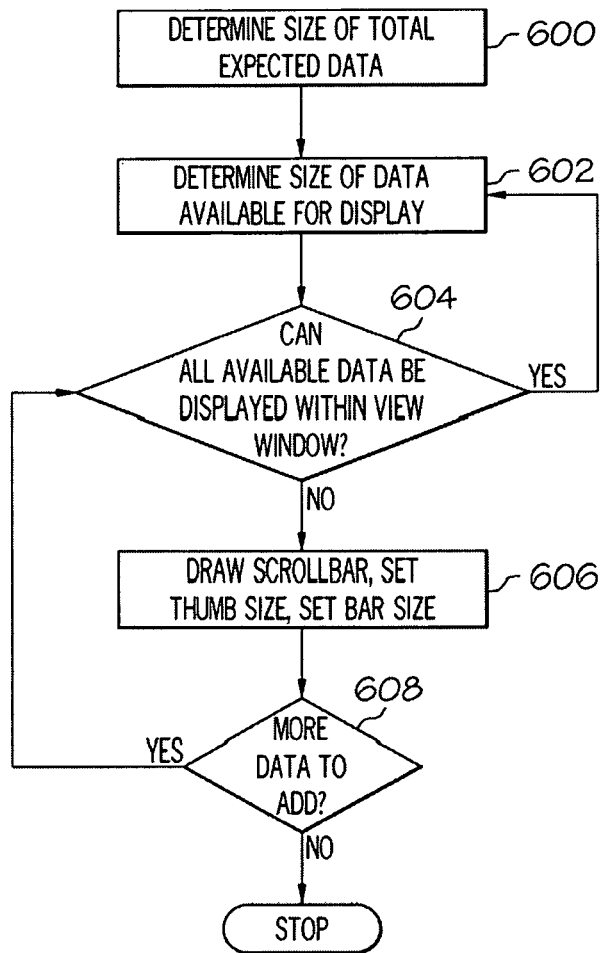 DETERMINE SIZE OF TOTAL
EXPECTED DATA
600
DETERMINE SIZE OF DATA
AVAILABLE FOR DISPLAY
602
604
CAN
ALL AVAILABLE DATA BE
DISPLAYED WITHIN VIEW
WINDOW?
YES
NO
DRAW SCROLLBAR, SET
THUMB SIZE, SET BAR SIZE
606
608
MORE
DATA TO
ADD?
YES
NO
STOP